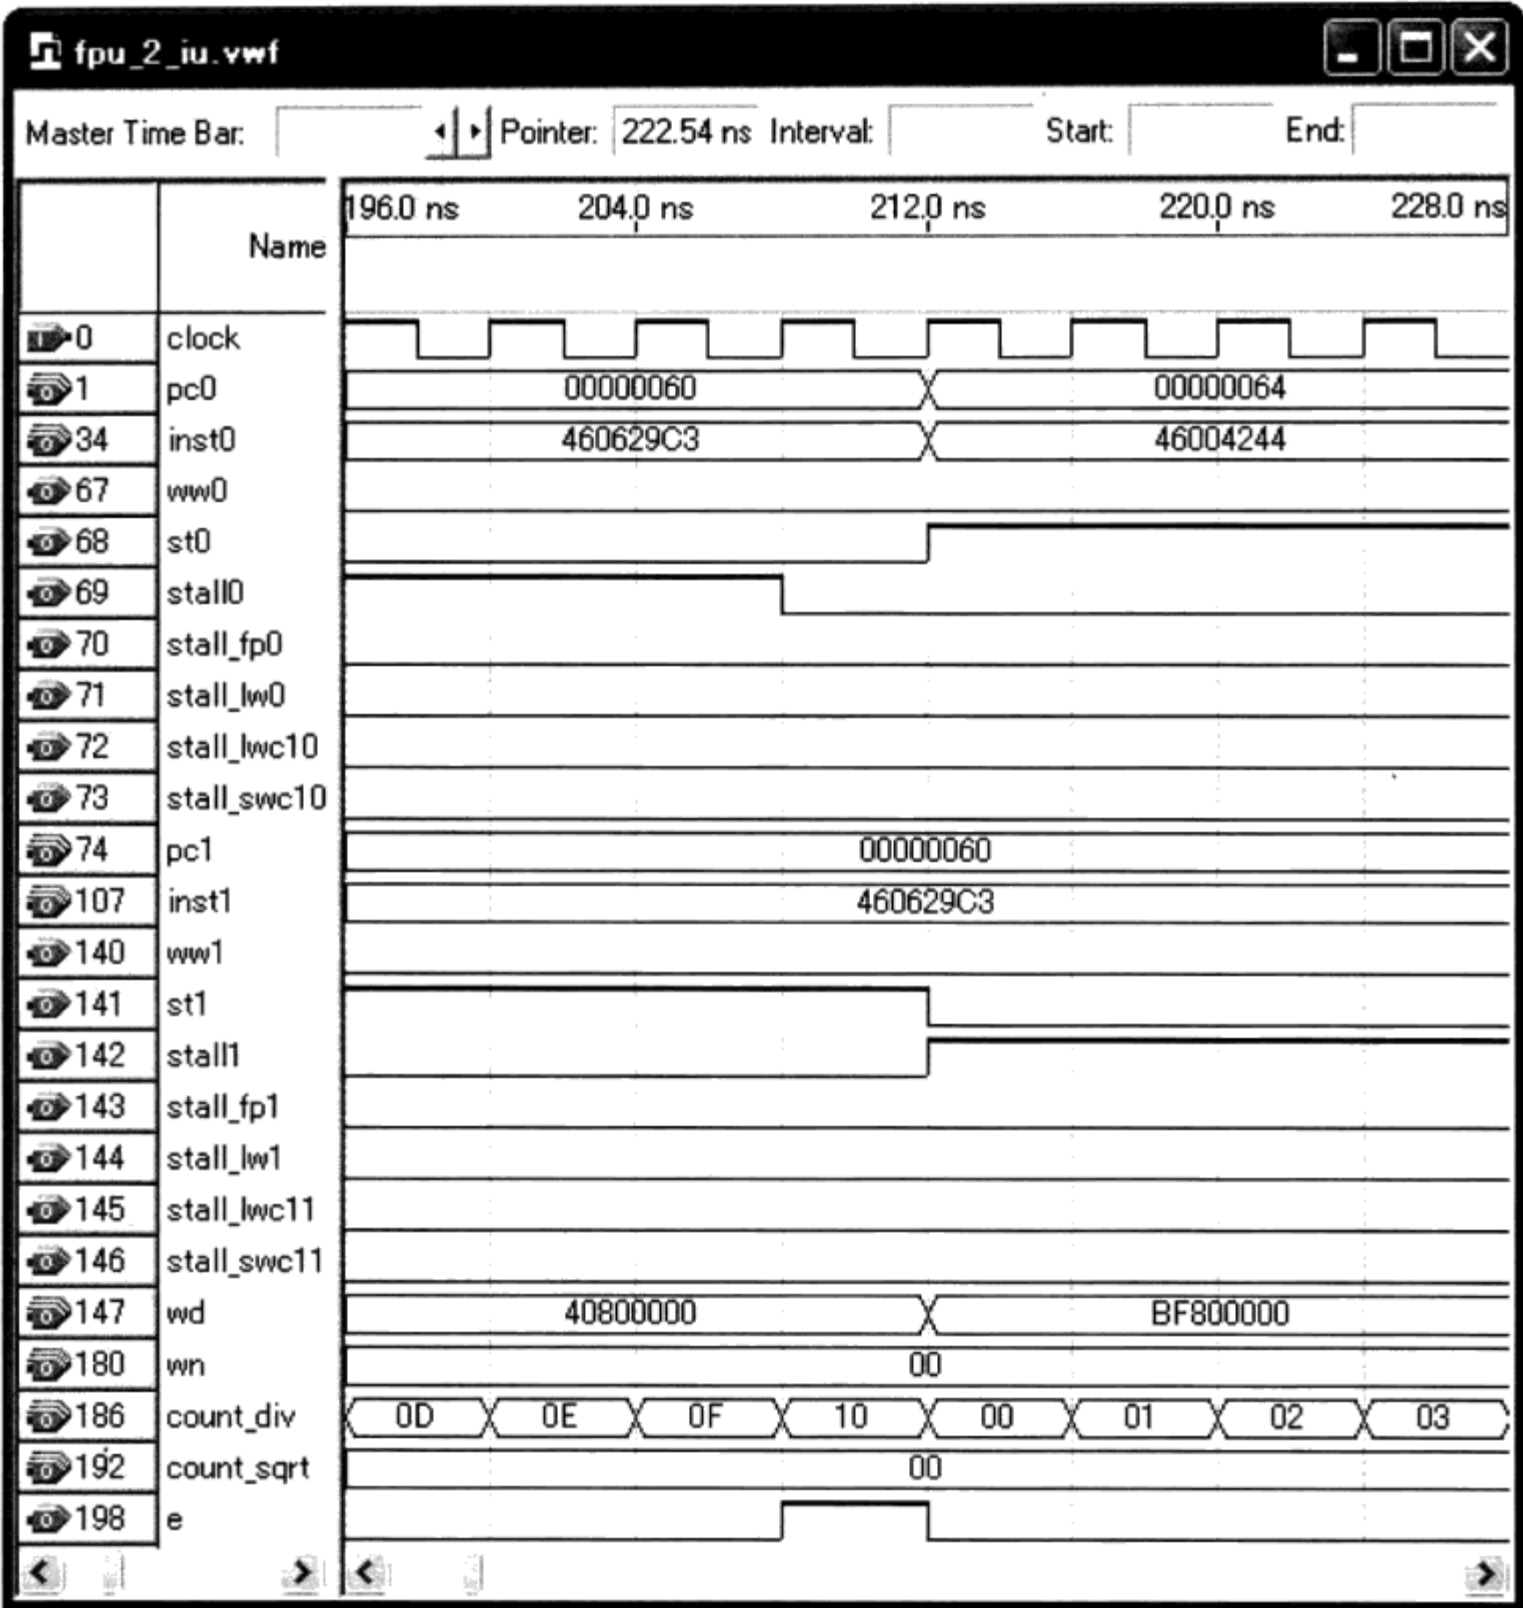 fpu_2_iu.vwf
Master Time Bar: Pointer: 222.54 ns Interval: Start: End:
196.0 ns 204.0 ns 212.0 ns 220.0 ns 228.0 ns
Name
0 clock
1 pc0 00000060 00000064
34 inst0 460629C3 46004244
67 ww0
68 st0
69 stall0
70 stall_fp0
71 stall_lw0
72 stall_lwc10
73 stall_swc10
74 pc1 00000060
107 inst1 460629C3
140 ww1
141 st1
142 stall1
143 stall_fp1
144 stall_lw1
145 stall_lwc11
146 stall_swc11
147 wd 40800000 BF800000
180 wn 00
186 count_div 0D 0E 0F 10 00 01 02 03
192 count_sqrt 00
198 e